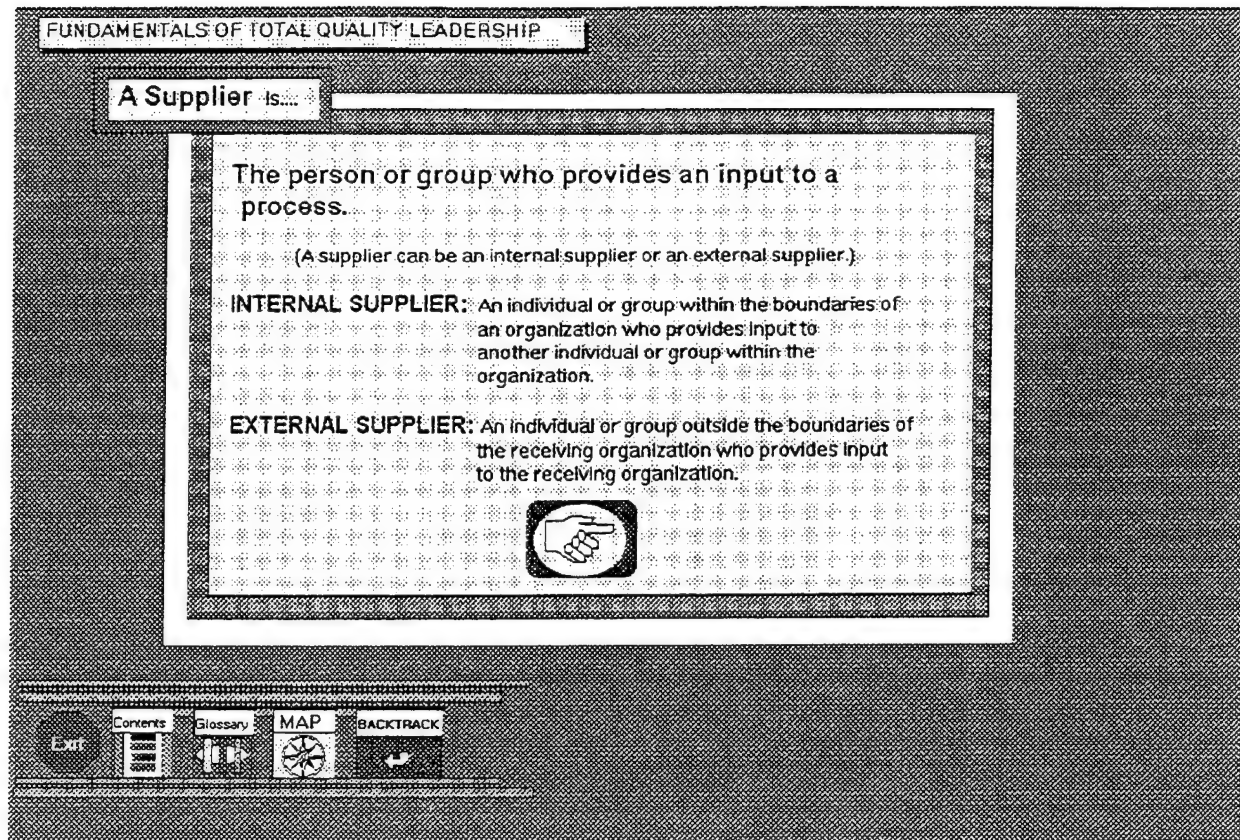 FUNDAMENTALS OF TOTAL QUALITY LEADERSHIP
A Supplier is....
The person or group who provides an input to a
process.
(A supplier can be an internal supplier or an external supplier.)
INTERNAL SUPPLIER: An individual or group within the boundaries of
an organization who provides input to
another individual or group within the
organization.
EXTERNAL SUPPLIER: An individual or group outside the boundaries of
the receiving organization who provides input
to the receiving organization.
Exit
Contents
Glossary
MAP
BACKTRACK